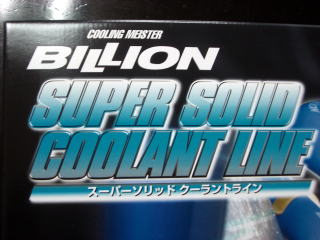 COOLING MEISTER
BILLION
SUPER SOLID
COOLANT LINE
スーパーソリッド クーラントライン